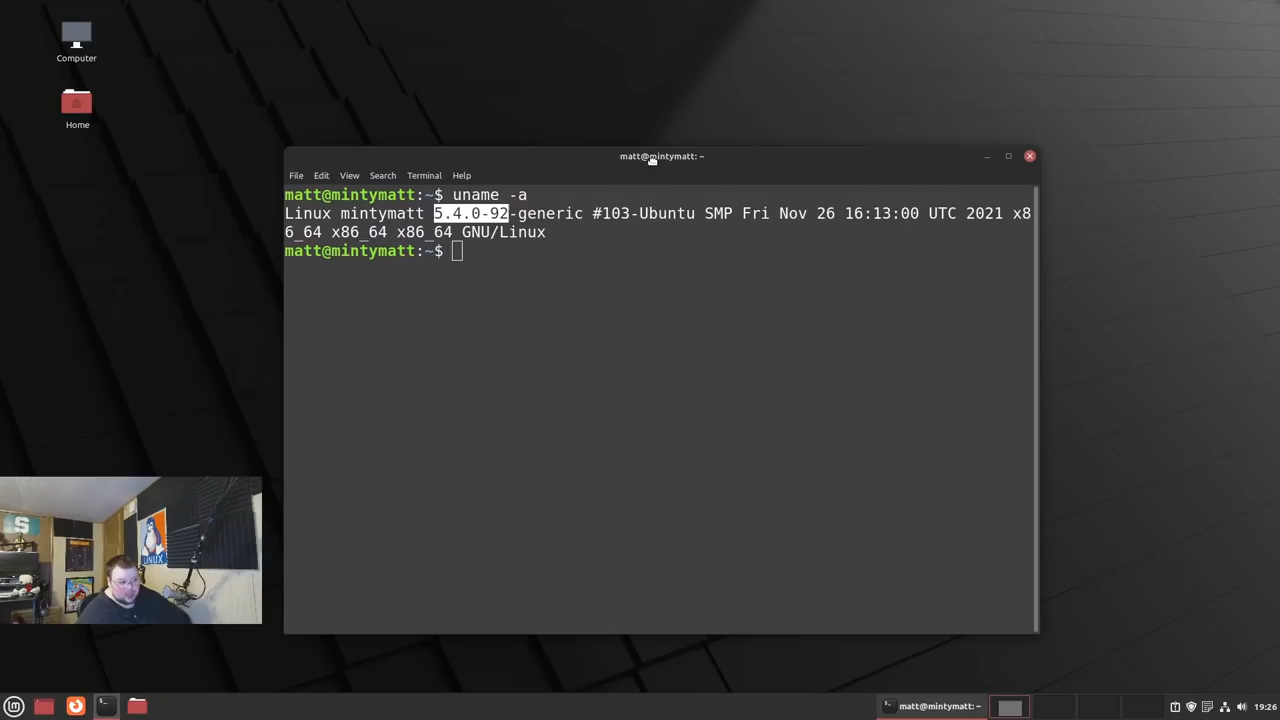 Computer
Home
matt@mintymatt: ~
File Edit View Search Terminal Help
matt@mintymatt:~$ uname -a
Linux mintymatt 5.4.0-92-generic #103-Ubuntu SMP Fri Nov 26 16:13:00 UTC 2021 x8
6_64 x86_64 x86_64 GNU/Linux
matt@mintymatt:~$
S
LINUX
matt@mintymatt: ~
19:26